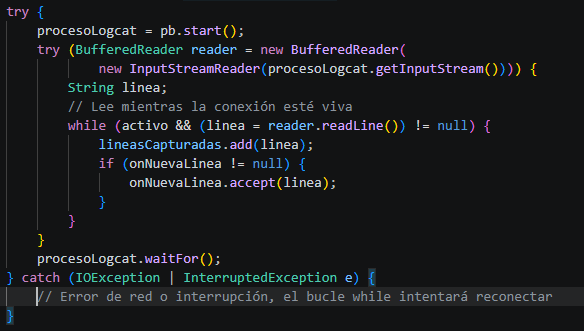 try {
    procesoLogcat = pb.start();
    try (BufferedReader reader = new BufferedReader(
            new InputStreamReader(procesoLogcat.getInputStream()))) {
        String linea;
        // Lee mientras la conexión esté viva
        while (activo && (linea = reader.readLine()) != null) {
            lineasCapturadas.add(linea);
            if (onNuevaLinea != null) {
                onNuevaLinea.accept(linea);
            }
        }
    }
    procesoLogcat.waitFor();
} catch (IOException | InterruptedException e) {
    // Error de red o interrupción, el bucle while intentará reconectar
}